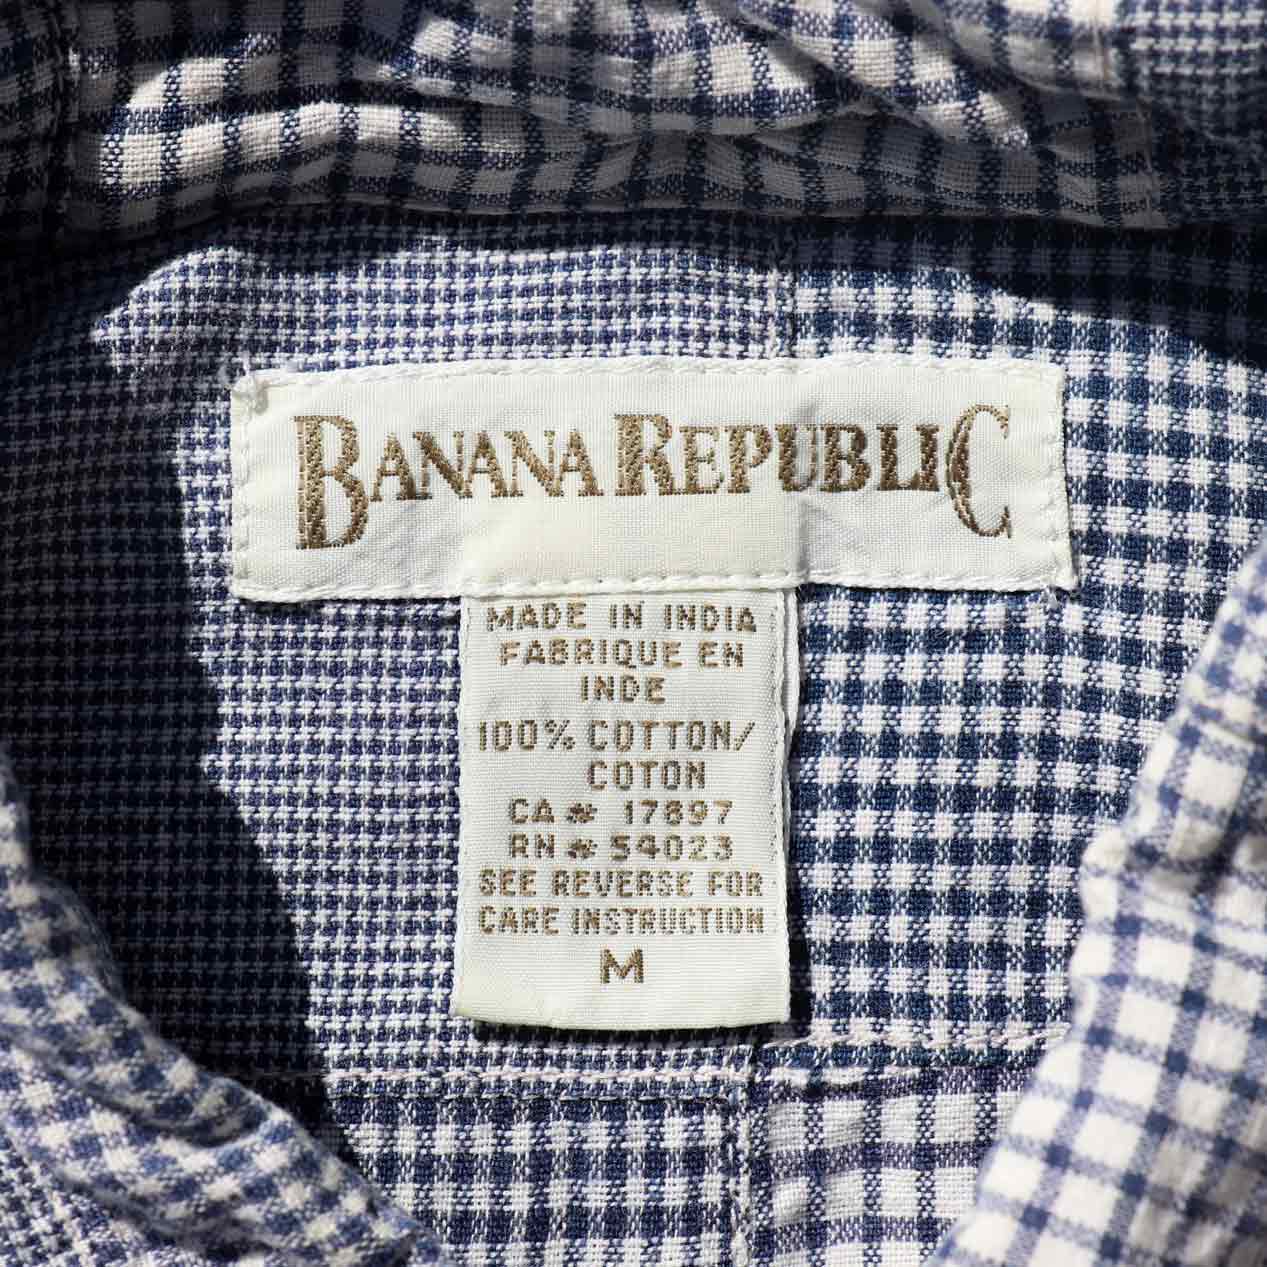 BANANA REPUBLIC
MADE IN INDIA
FABRIQUE EN
INDE
100% COTTON/
COTON
CA # 17897
RN # 54023
SEE REVERSE FOR
CARE INSTRUCTION
M